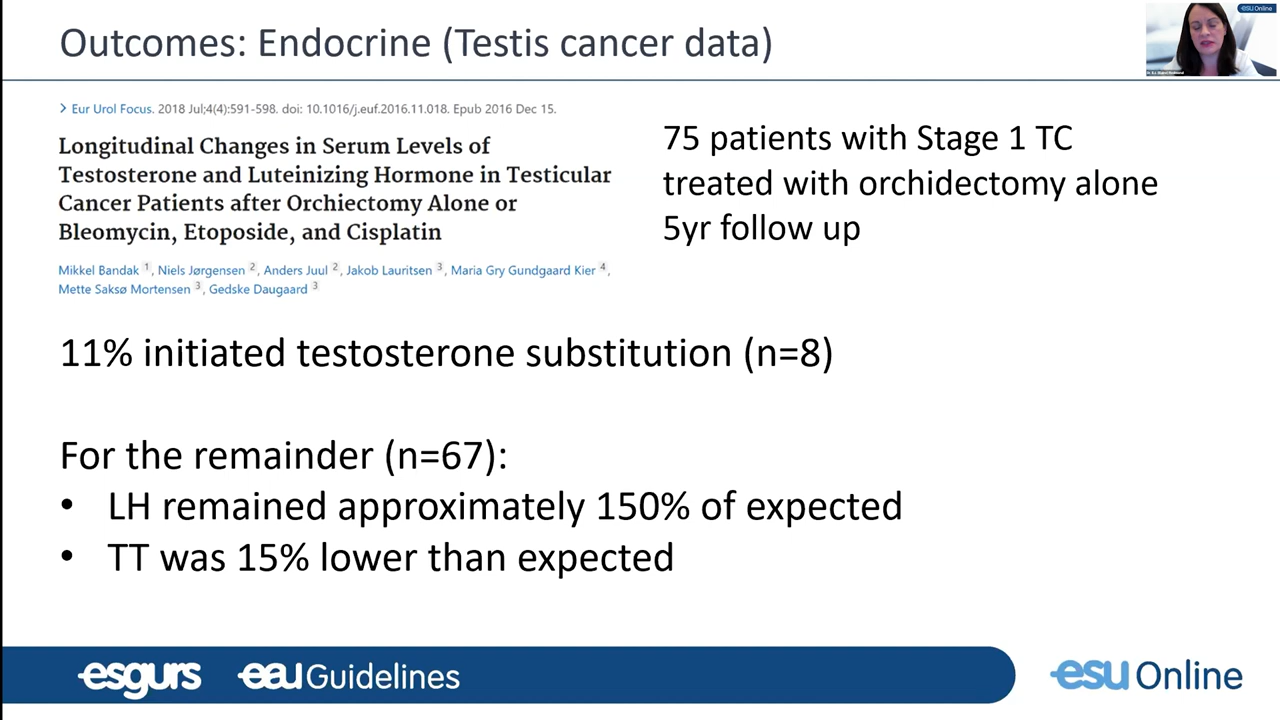 Outcomes: Endocrine (Testis cancer data)
esu Online
> Eur Urol Focus. 2018 Jul;4(4):591-598. doi: 10.1016/j.euf.2016.11.018. Epub 2016 Dec 15.
Longitudinal Changes in Serum Levels of
Testosterone and Luteinizing Hormone in Testicular
Cancer Patients after Orchiectomy Alone or
Bleomycin, Etoposide, and Cisplatin
Mikkel Bandak 1, Niels Jørgensen 2, Anders Juul 2, Jakob Lauritsen 3, Maria Gry Gundgaard Kier 4,
Mette Saksø Mortensen 3, Gedske Daugaard 3
75 patients with Stage 1 TC
treated with orchidectomy alone
5yr follow up
11% initiated testosterone substitution (n=8)
For the remainder (n=67):
• LH remained approximately 150% of expected
• TT was 15% lower than expected
esgurs eau Guidelines
esu Online